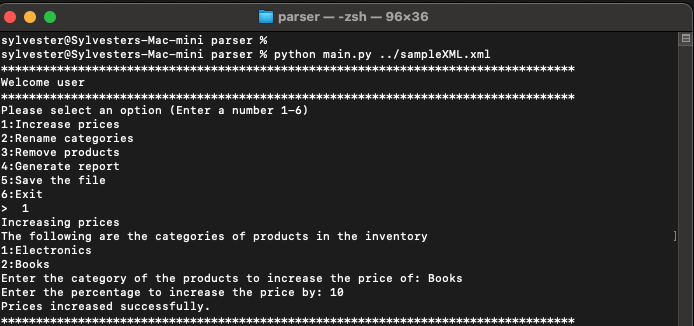 parser — -zsh — 96×36
sylvester@Sylvesters-Mac-mini parser %
sylvester@Sylvesters-Mac-mini parser % python main.py ../sampleXML.xml
**********************************************************************************
Welcome user
**********************************************************************************
Please select an option (Enter a number 1-6)
1:Increase prices
2:Rename categories
3:Remove products
4:Generate report
5:Save the file
6:Exit
>  1
Increasing prices
The following are the categories of products in the inventory
1:Electronics
2:Books
Enter the category of the products to increase the price of: Books
Enter the percentage to increase the price by: 10
Prices increased successfully.
**********************************************************************************